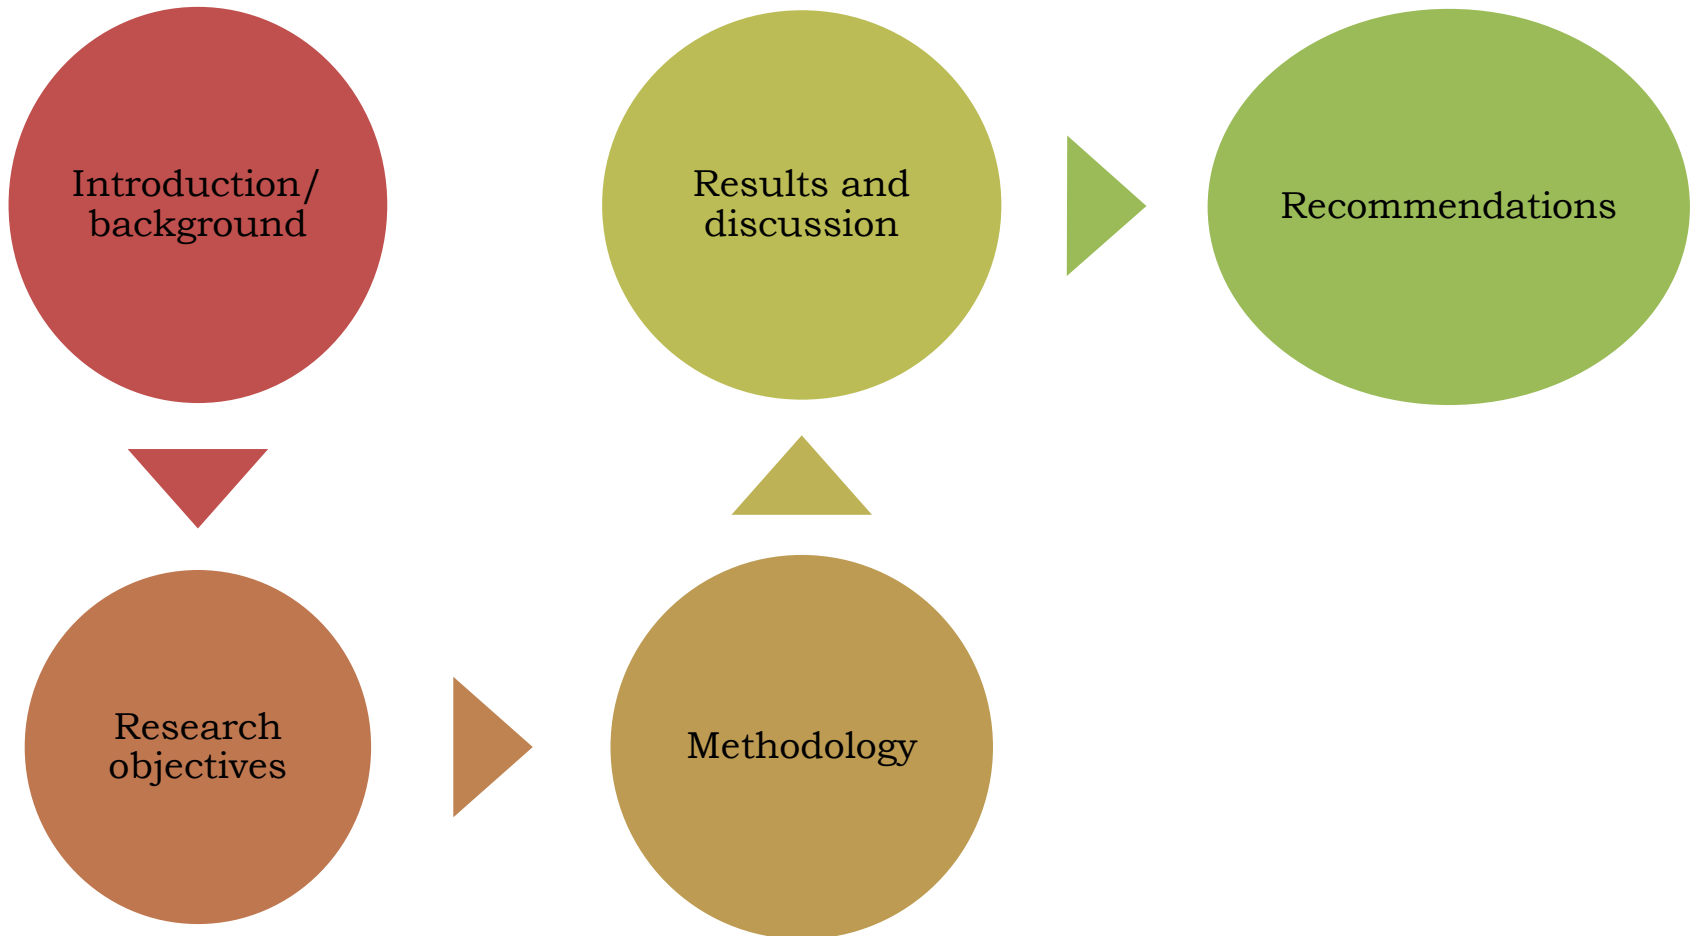 Introduction/
background
Research
objectives
Methodology
Results and
discussion
Recommendations